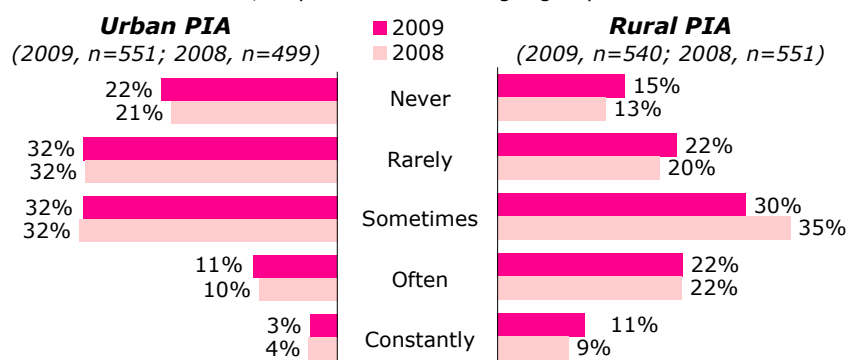 Urban PIA
(2009, n=551; 2008, n=499)
2009
2008
Rural PIA
(2009, n=540; 2008, n=551)
22%
21%
Never
15%
13%
32%
32%
Rarely
22%
20%
32%
32%
Sometimes
30%
35%
11%
10%
Often
22%
22%
3%
4%
Constantly
11%
9%